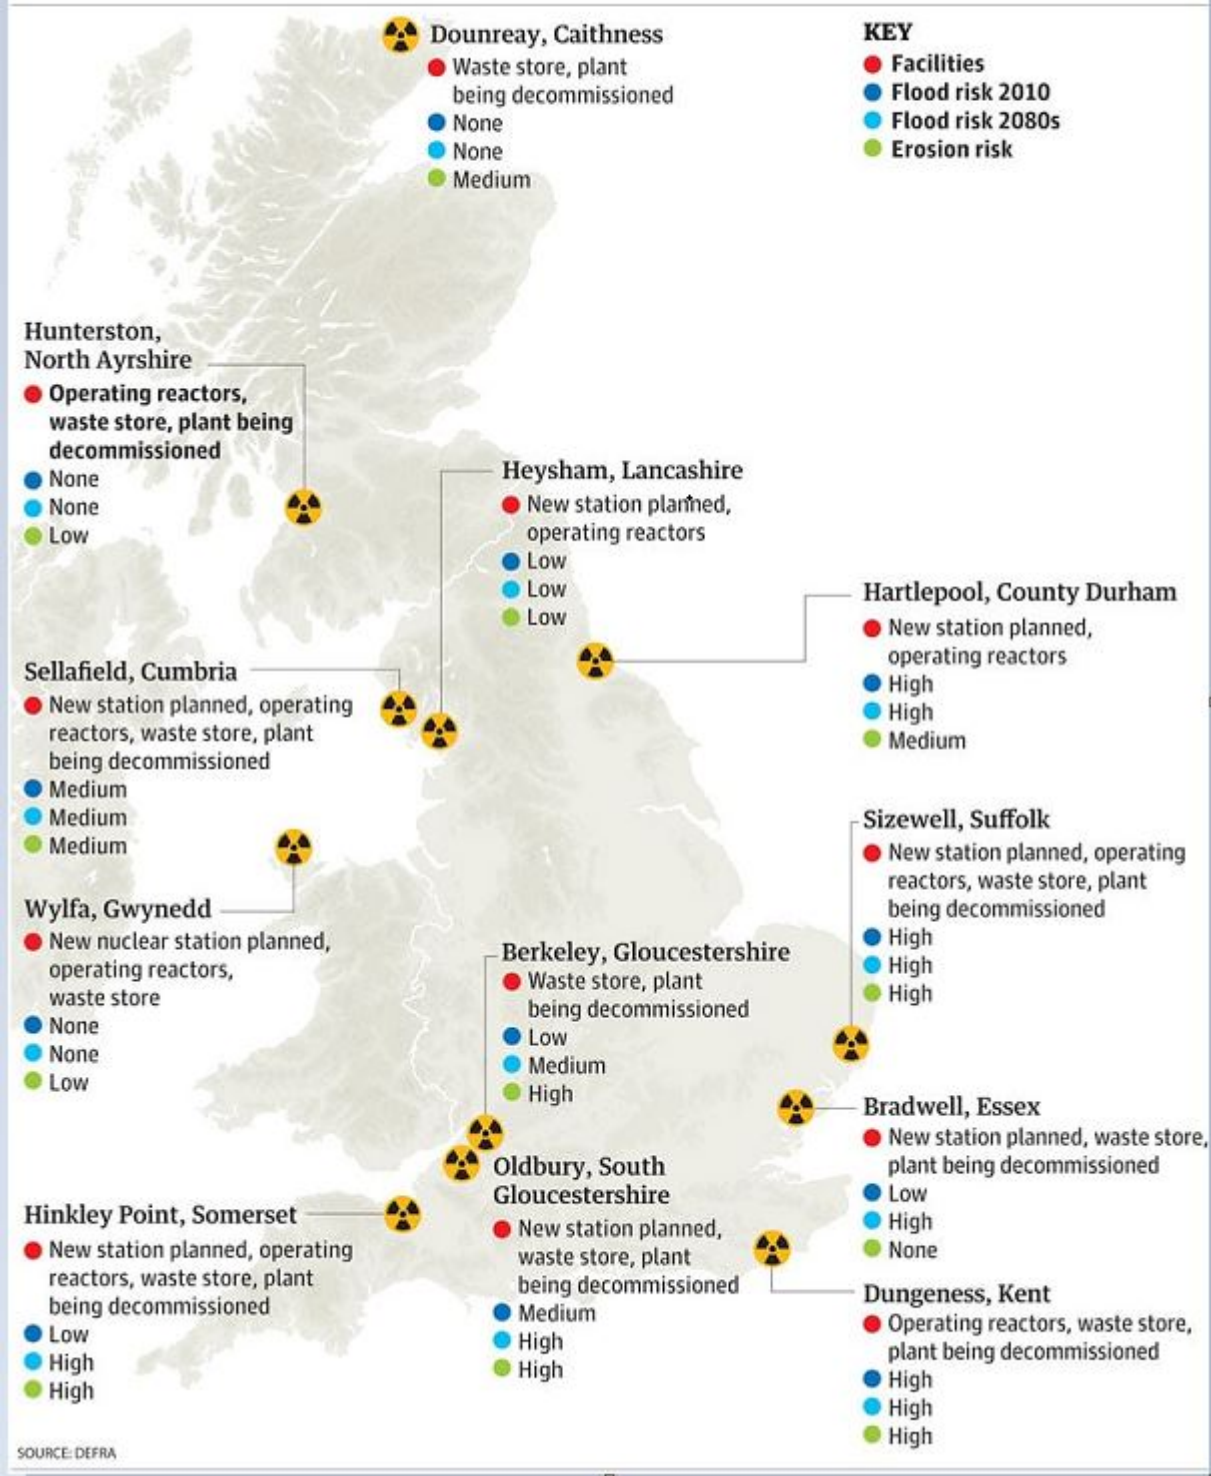 Dounreay, Caithness
Waste store, plant
being decommissioned
None
None
Medium
KEY
Facilities
Flood risk 2010
Flood risk 2080s
Erosion risk
Hunterston,
North Ayrshire
Operating reactors,
waste store, plant being
decommissioned
None
None
Low
Heysham, Lancashire
New station planned,
operating reactors
Low
Low
Low
Hartlepool, County Durham
New station planned,
operating reactors
High
High
Medium
Sellafield, Cumbria
New station planned, operating
reactors, waste store, plant
being decommissioned
Medium
Medium
Medium
Sizewell, Suffolk
New station planned, operating
reactors, waste store, plant
being decommissioned
High
High
High
Wylfa, Gwynedd
New nuclear station planned,
operating reactors,
waste store
None
None
Low
Berkeley, Gloucestershire
Waste store, plant
being decommissioned
Low
Medium
High
Bradwell, Essex
New station planned, waste store,
plant being decommissioned
Low
High
None
Oldbury, South
Gloucestershire
New station planned,
waste store, plant
being decommissioned
Medium
High
High
Hinkley Point, Somerset
New station planned, operating
reactors, waste store, plant
being decommissioned
Low
High
High
Dungeness, Kent
Operating reactors, waste store,
plant being decommissioned
High
High
High
SOURCE: DEFRA